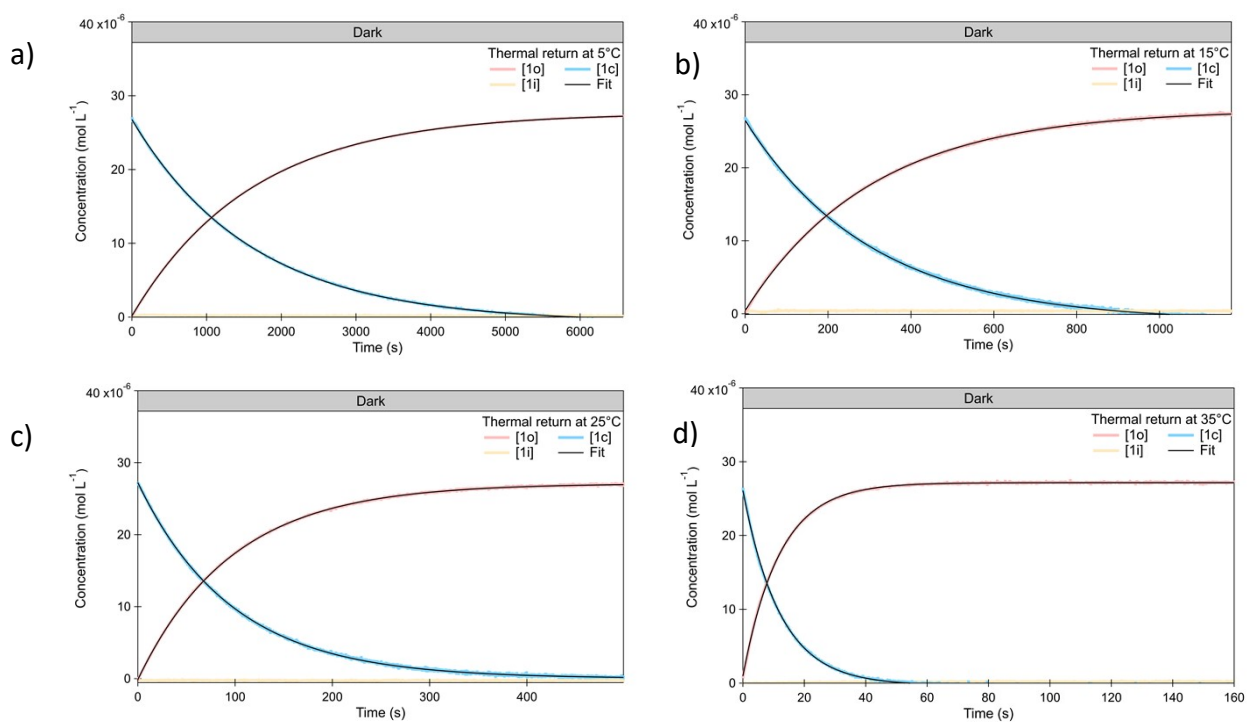 a)
40 x10⁻⁶
Dark
Thermal return at 5°C
[1o] [1c]
[1i] Fit
Concentration (mol L⁻¹)
30
20
10
0
0 1000 2000 3000 4000 5000 6000
Time (s)
b)
40 x10⁻⁶
Dark
Thermal return at 15°C
[1o] [1c]
[1i] Fit
Concentration (mol L⁻¹)
30
20
10
0
0 200 400 600 800 1000
Time (s)
c)
40 x10⁻⁶
Dark
Thermal return at 25°C
[1o] [1c]
[1i] Fit
Concentration (mol L⁻¹)
30
20
10
0
0 100 200 300 400
Time (s)
d)
40 x10⁻⁶
Dark
Thermal return at 35°C
[1o] [1c]
[1i] Fit
Concentration (mol L⁻¹)
30
20
10
0
0 20 40 60 80 100 120 140 160
Time (s)